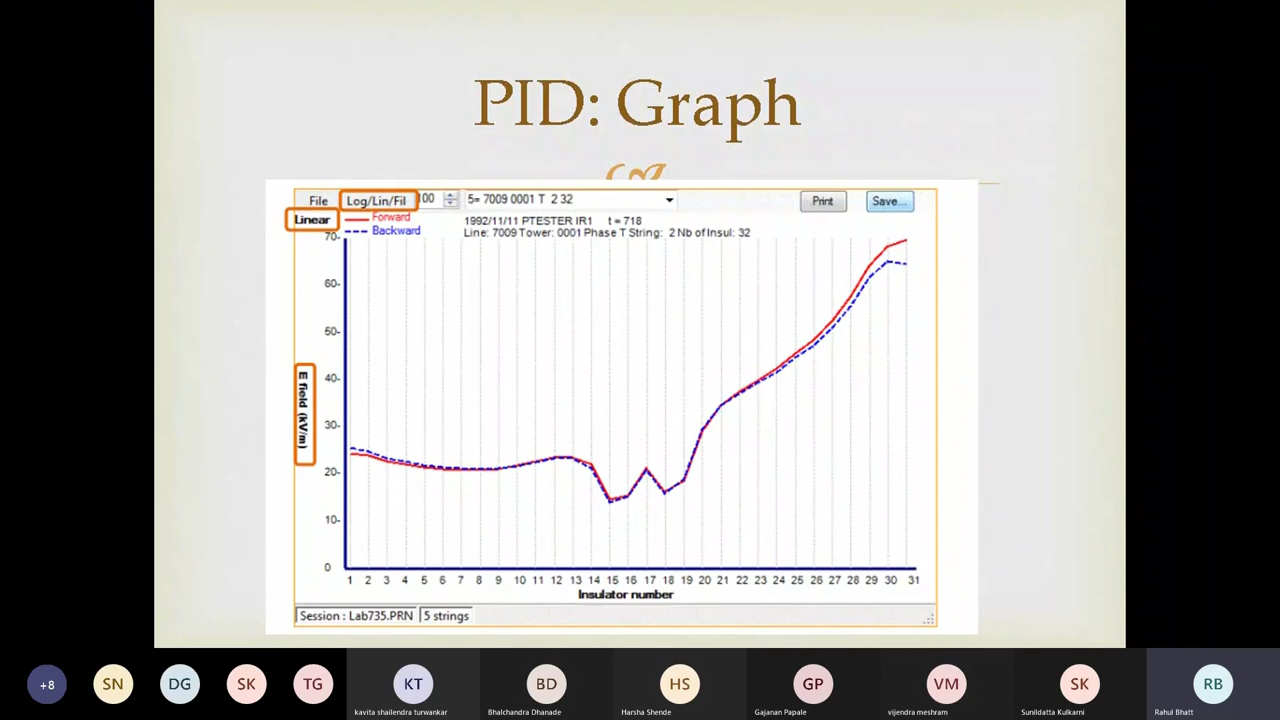 PID: Graph
File Log/Lin/Fil 00 5= 7009 0001 T 2 32 Print Save...
Linear Forward 1992/11/11 PTESTER IR1 t = 718
Backward Line: 7009 Tower: 0001 Phase T String: 2 Nb of Insul: 32
70-
60-
50-
40-
30-
20-
10-
0
E field (kV/m)
1 2 3 4 5 6 7 8 9 10 11 12 13 14 15 16 17 18 19 20 21 22 23 24 25 26 27 28 29 30 31
Insulator number
Session : Lab735.PRN 5 strings
+8 SN DG SK TG KT BD HS GP VM SK RB
kavita shailendra turwankar Bhalchandra Dhanade Harsha Shende Gajanan Papale vijendra meshram Sunildatta Kulkarni Rahul Bhatt